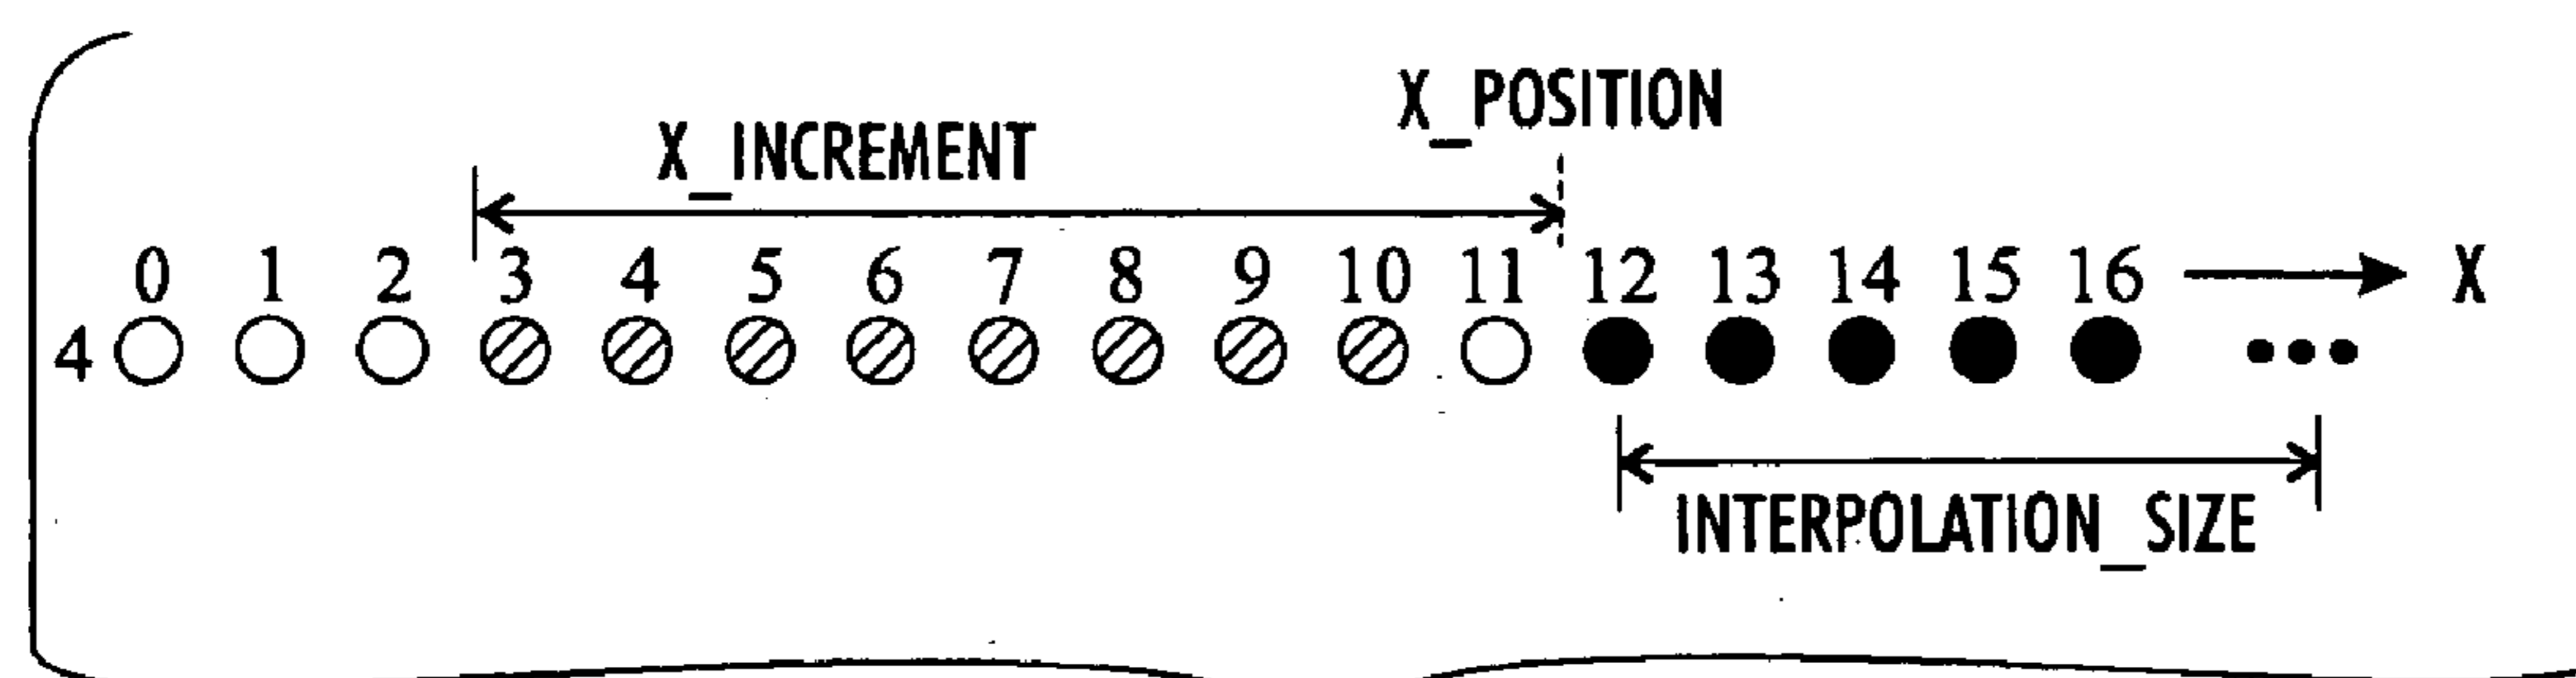 X_POSITION
X_INCREMENT
0 1 2 3 4 5 6 7 8 9 10 11 12 13 14 15 16 X
4
INTERPOLATION_SIZE